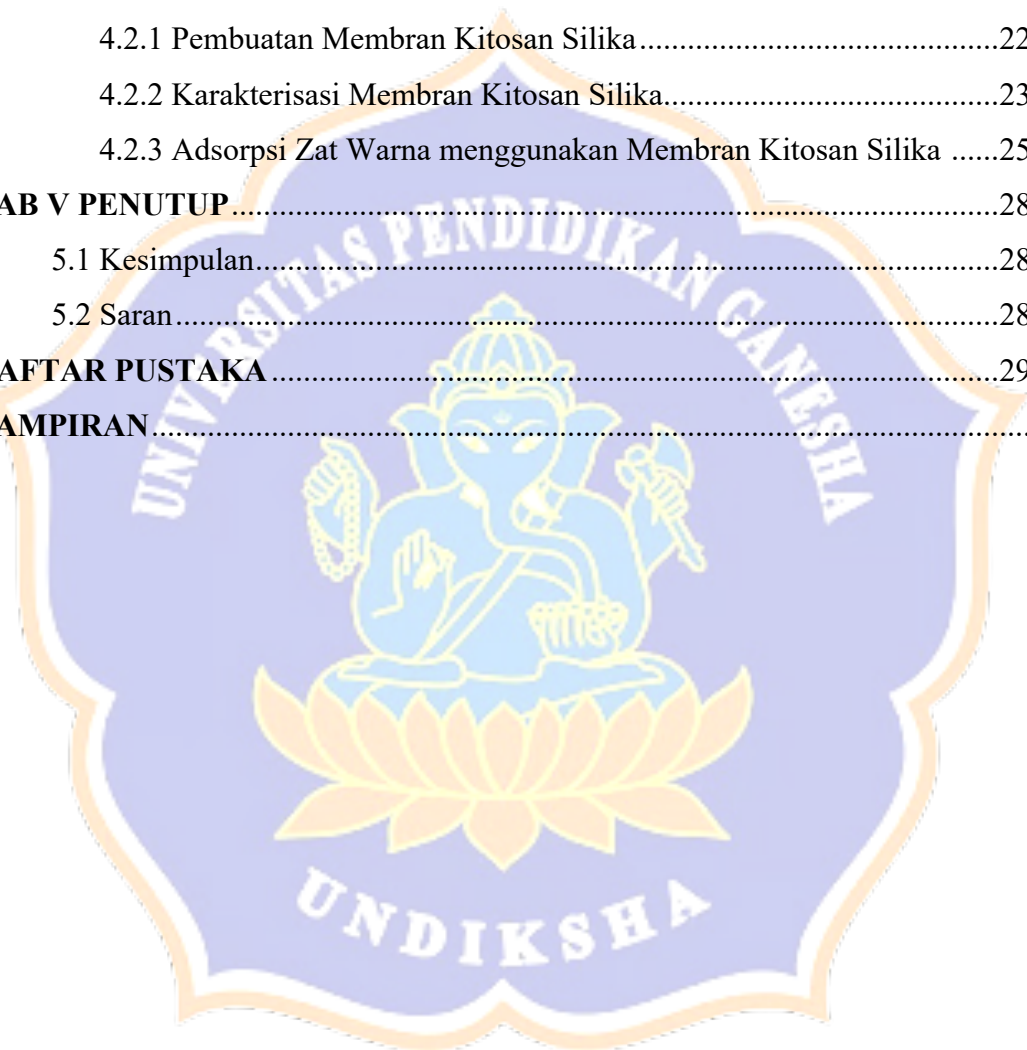 4.2.1 Pembuatan Membran Kitosan Silika.......................................22
4.2.2 Karakterisasi Membran Kitosan Silika....................................23
4.2.3 Adsorpsi Zat Warna menggunakan Membran Kitosan Silika ......25
AB V PENUTUP....................................................................................28
5.1 Kesimpulan................................................................................28
5.2 Saran.........................................................................................28
AFTAR PUSTAKA................................................................................29
AMPIRAN.............................................................................................
UNIVERSITAS PENDIDIKAN GANESHA
UNDIKSHA